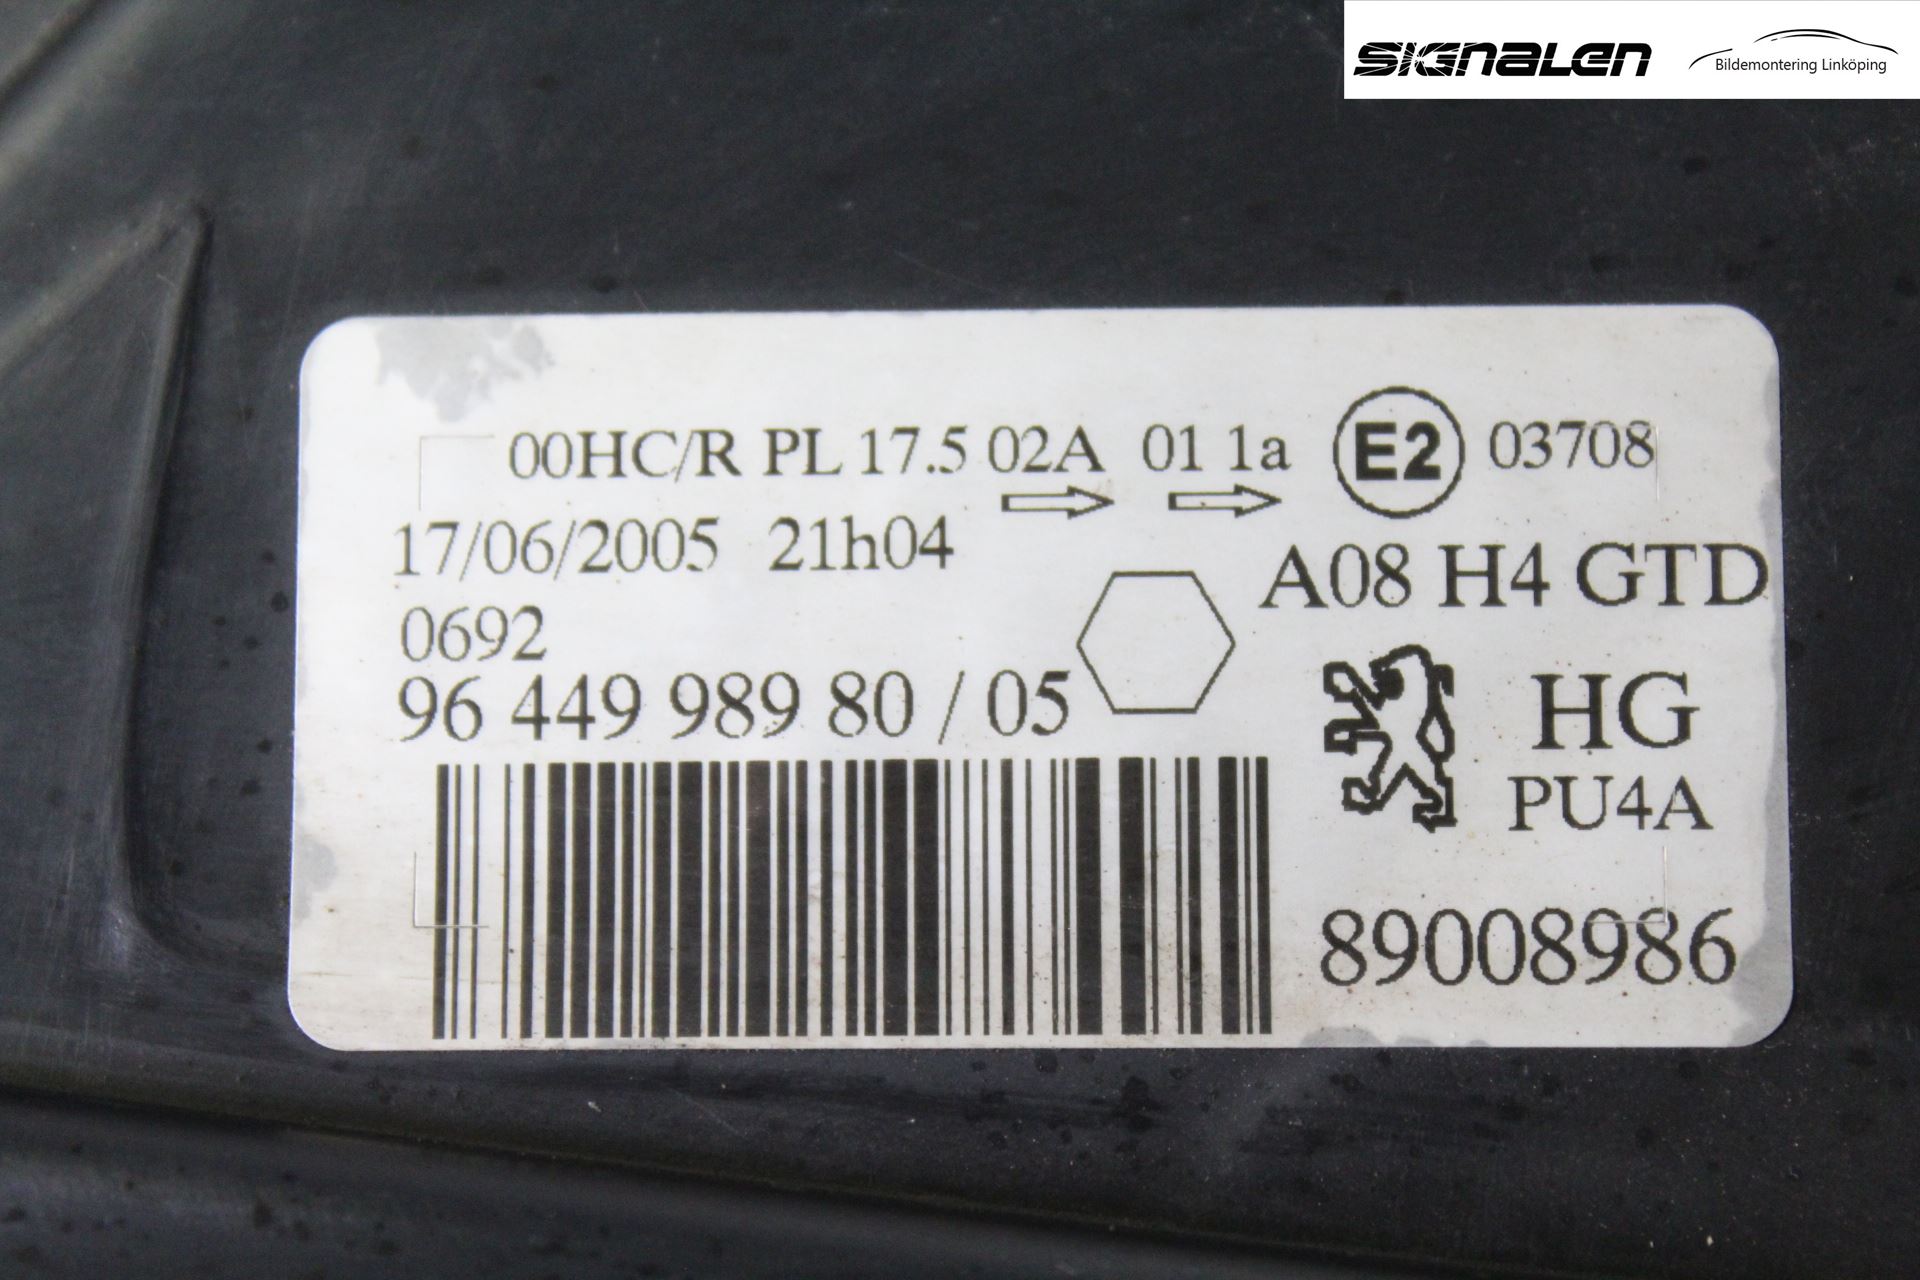 SIGNALEN
Bildemontering Linköping
00HC/R PL 17.5 02A 01 1a E2 03708
17/06/2005 21h04
A08 H4 GTD
0692
96 449 989 80 / 05
HG
PU4A
89008986